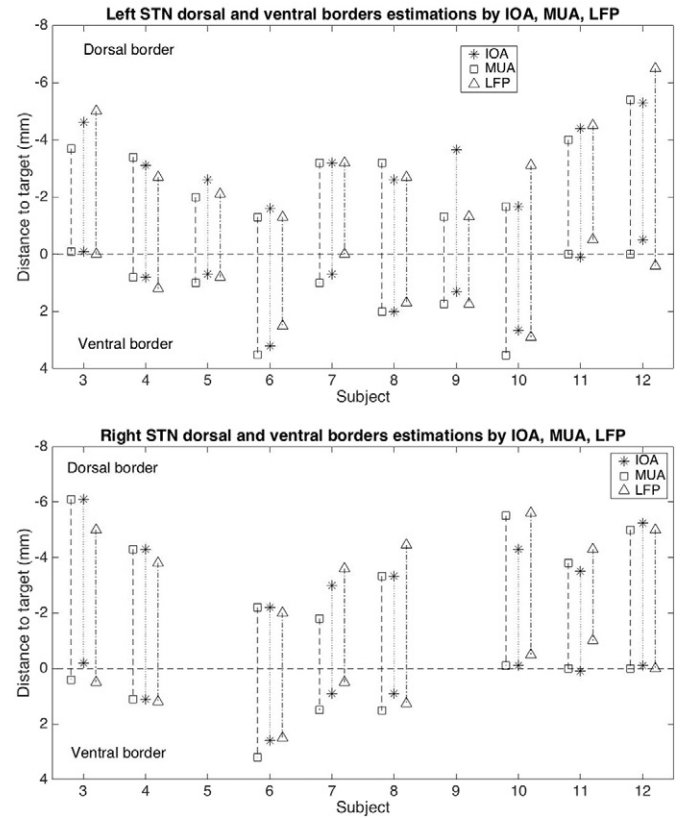 Left STN dorsal and ventral borders estimations by IOA, MUA, LFP
-8
Dorsal border
IOA
MUA
LFP
-6
-4
-2
0
2
4
Distance to target (mm)
Ventral border
3 4 5 6 7 8 9 10 11 12
Subject
Right STN dorsal and ventral borders estimations by IOA, MUA, LFP
-8
Dorsal border
IOA
MUA
LFP
-6
-4
-2
0
2
4
Distance to target (mm)
Ventral border
3 4 5 6 7 8 9 10 11 12
Subject